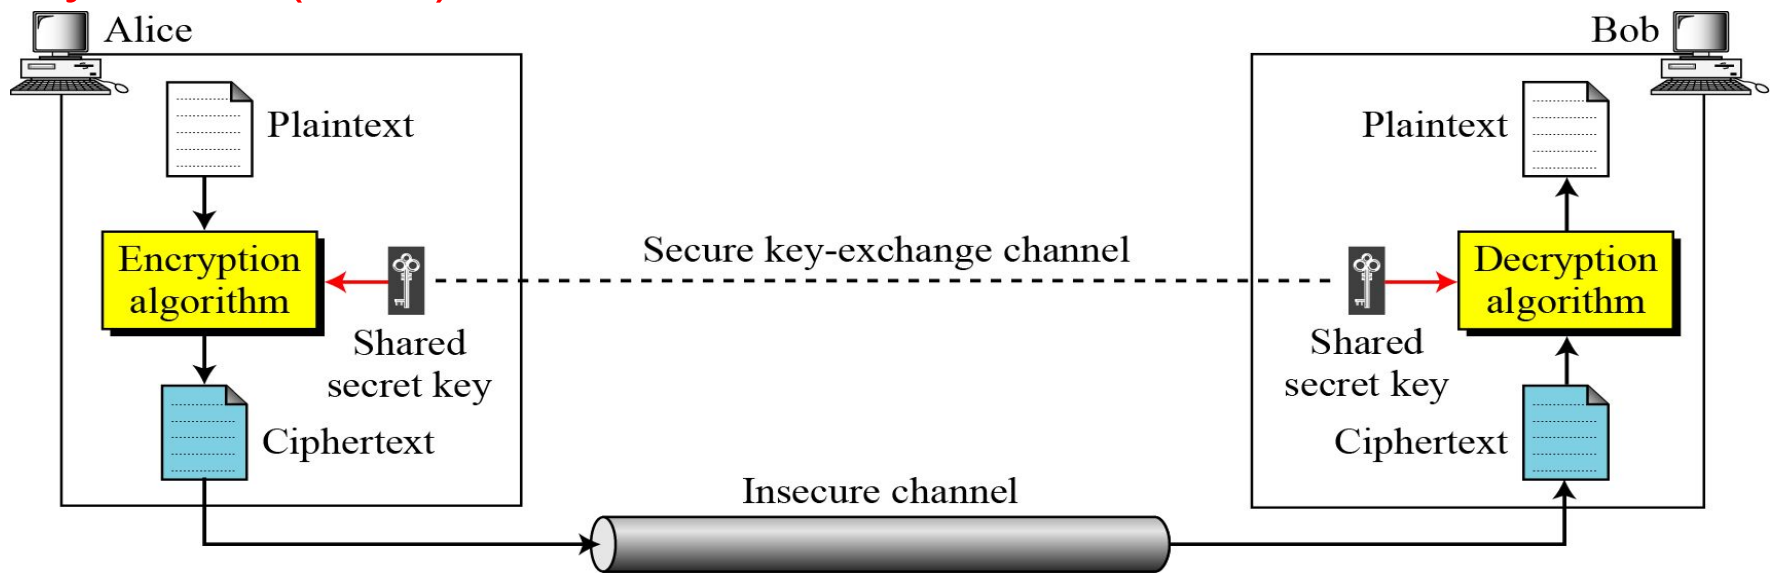 Alice
Bob
Plaintext
Plaintext
Encryption
algorithm
Secure key-exchange channel
Decryption
algorithm
Shared
secret key
Shared
secret key
Ciphertext
Ciphertext
Insecure channel